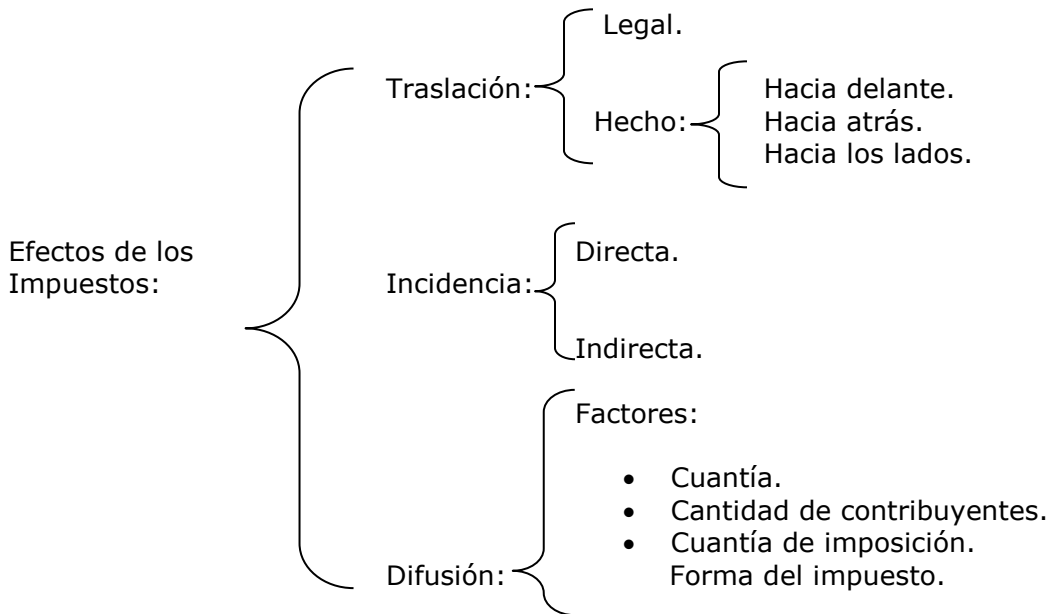 Efectos de los
Impuestos:
Traslación:
Legal.
Hecho:
Hacia delante.
Hacia atrás.
Hacia los lados.
Incidencia:
Directa.
Indirecta.
Difusión:
Factores:
• Cuantía.
• Cantidad de contribuyentes.
• Cuantía de imposición.
Forma del impuesto.